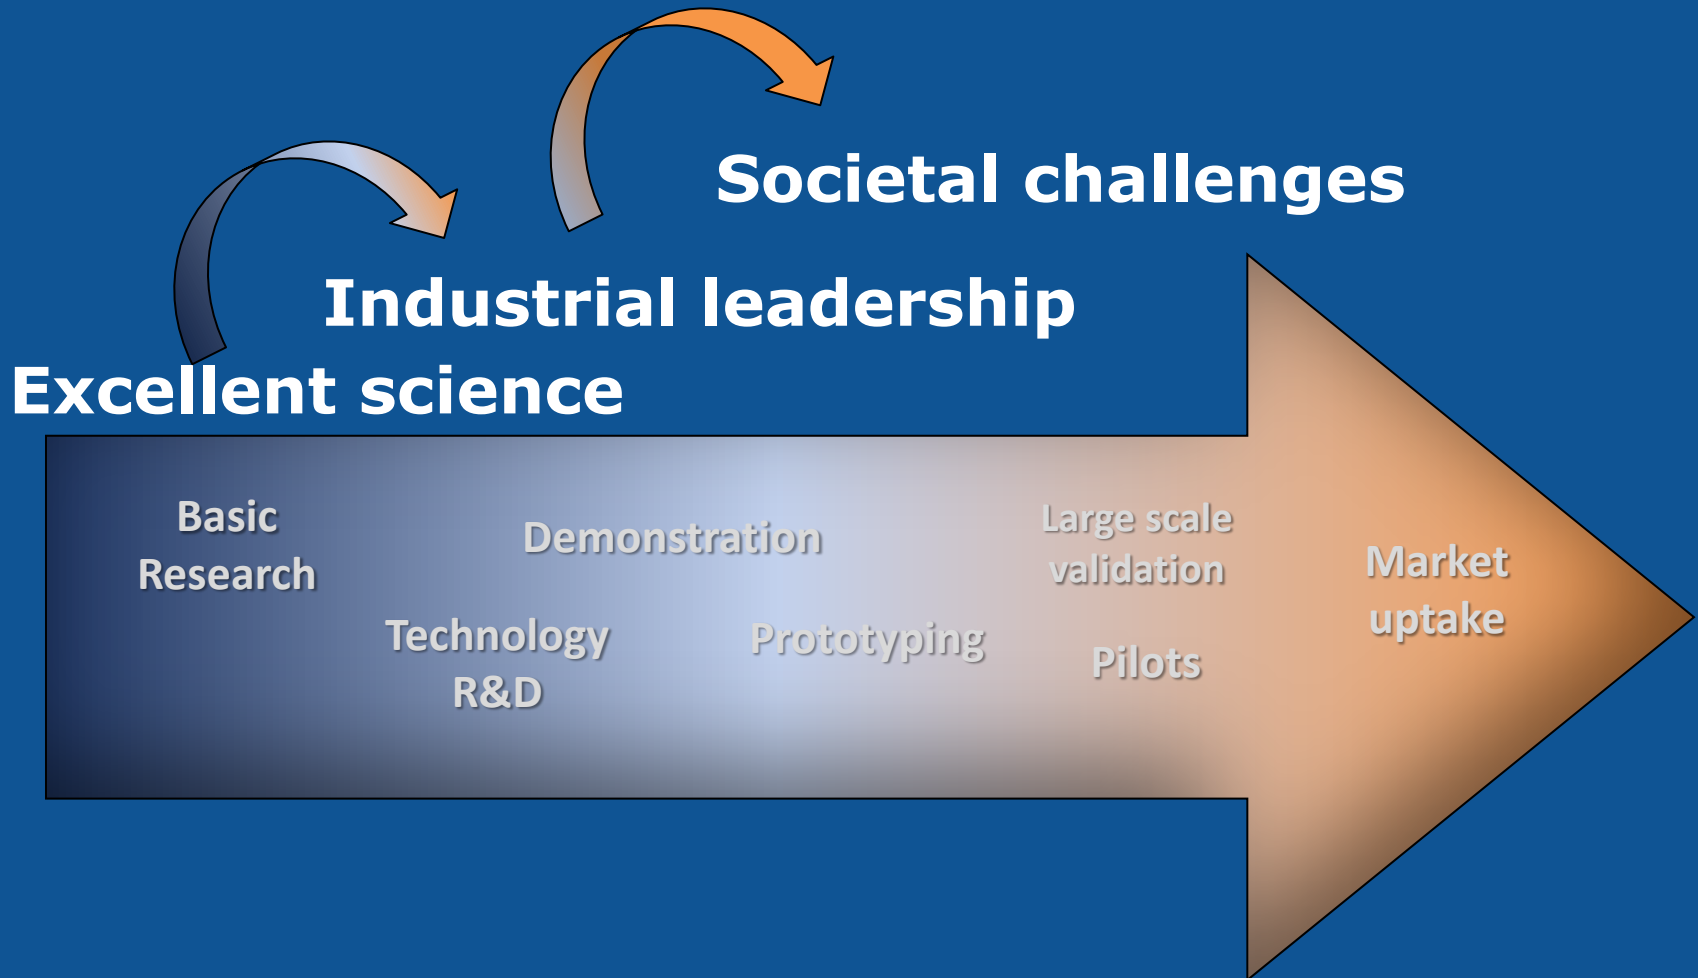 Societal challenges
Industrial leadership
Excellent science
Basic
Research
Demonstration
Technology
R&D
Prototyping
Large scale
validation
Pilots
Market
uptake